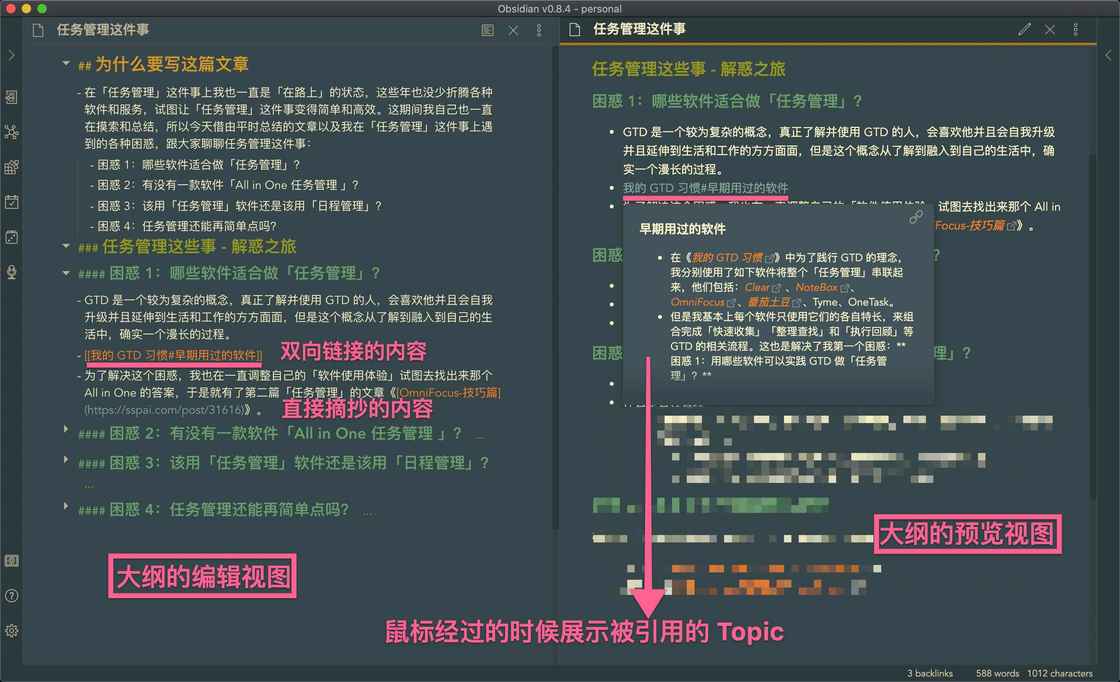 Obsidian v0.8.4 - personal
任务管理这件事
## 为什么要写这篇文章
- 在「任务管理」这件事上我也一直是「在路上」的状态，这些年也没少折腾各种
软件和服务，试图让「任务管理」这件事变得简单和高效。这期间我自己也一直
在摸索和总结，所以今天借由平时总结的文章以及我在「任务管理」这件事上遇
到的各种困惑，跟大家聊聊任务管理这件事：
- 困惑 1：哪些软件适合做「任务管理」？
- 困惑 2：有没有一款软件「All in One 任务管理 」？
- 困惑 3：该用「任务管理」软件还是该用「日程管理」？
- 困惑 4：任务管理还能再简单点吗？
### 任务管理这些事 - 解惑之旅
#### 困惑 1：哪些软件适合做「任务管理」？
- GTD 是一个较为复杂的概念，真正了解并使用 GTD 的人，会喜欢他并且会自我
升级并且延伸到生活和工作的方方面面，但是这个概念从了解到融入到自己的生
活中，确实一个漫长的过程。
- [[我的 GTD 习惯#早期用过的软件]]
双向链接的内容
- 为了解决这个困惑，我也在一直调整自己的「软件使用体验」试图去找出来那个
All in One 的答案，于是就有了第二篇「任务管理」的文章《[OmniFocus-技巧篇]
(https://sspai.com/post/31616)》。
直接摘抄的内容
#### 困惑 2：有没有一款软件「All in One 任务管理 」？ ...
#### 困惑 3：该用「任务管理」软件还是该用「日程管理」？
...
#### 困惑 4：任务管理还能再简单点吗？ ...
大纲的编辑视图
任务管理这件事
任务管理这些事 - 解惑之旅
困惑 1：哪些软件适合做「任务管理」？
GTD 是一个较为复杂的概念，真正了解并使用 GTD 的人，会喜欢他并且会自我升级
并且延伸到生活和工作的方方面面，但是这个概念从了解到融入到自己的生活中，确
实一个漫长的过程。
我的 GTD 习惯#早期用过的软件
试图去找出来那个 All in
Focus-技巧篇》。
困惑
？
困惑
理」？
早期用过的软件
在《我的 GTD 习惯》中为了践行 GTD 的理念，
我分别使用了如下软件将整个「任务管理」串联起
来，他们包括：Clear、NoteBox、
OmniFocus、番茄土豆、Tyme、OneTask。
但是我基本上每个软件只使用它们的各自特长，来组
合完成「快速收集」「整理查找」和「执行回顾」等
GTD 的相关流程。这也是解决了我第一个困惑：**
困惑 1：用哪些软件可以实践 GTD 做「任务管
理」？**
大纲的预览视图
鼠标经过的时候展示被引用的 Topic
3 backlinks 588 words 1012 characters